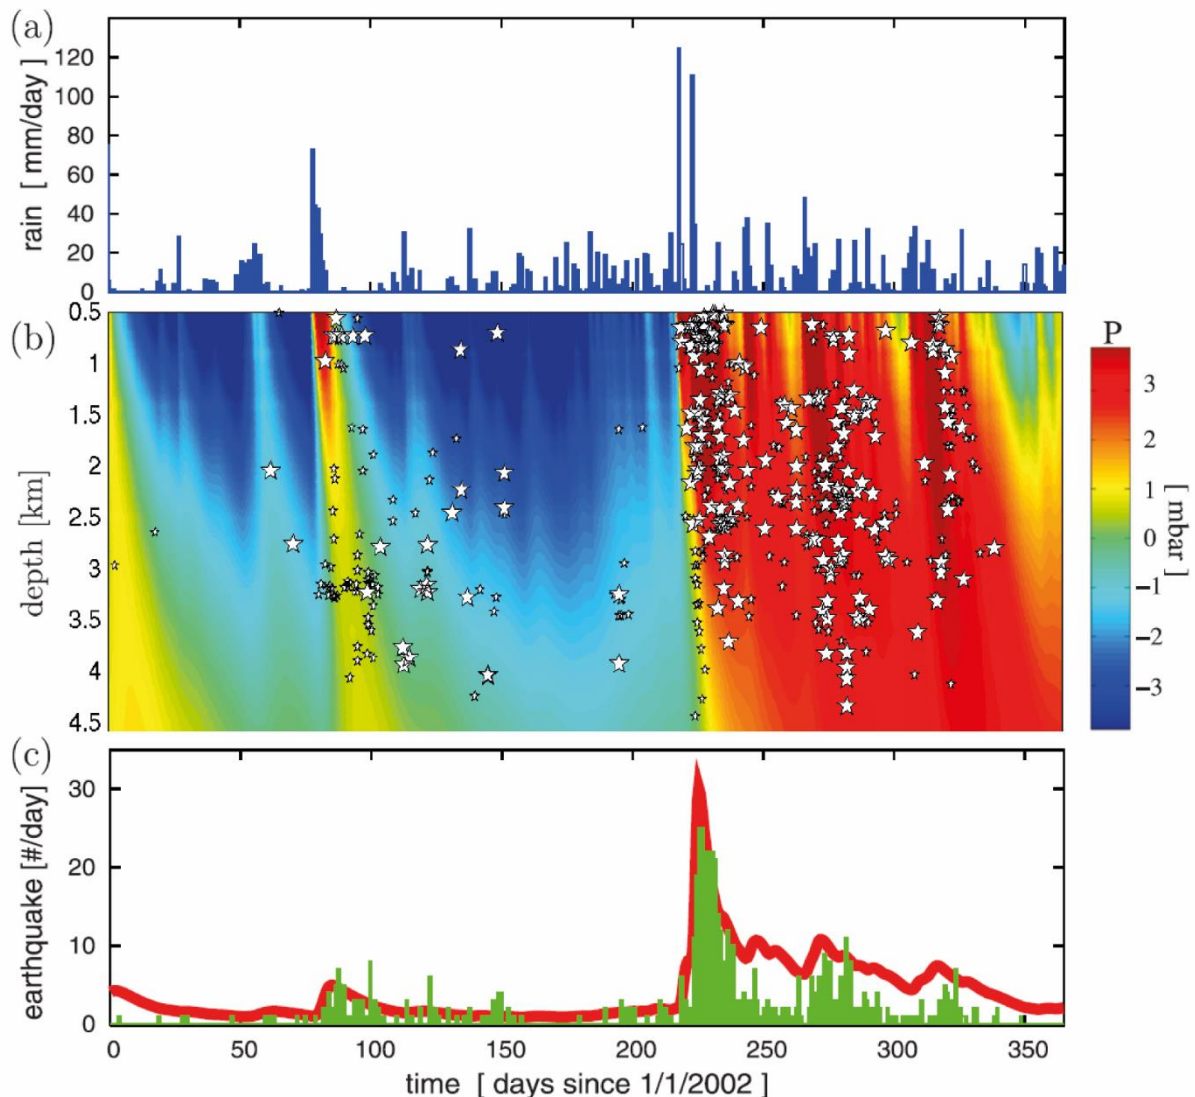 (a)
rain [ mm/day ]
120
100
80
60
40
20
0
(b)
depth [km]
0.5
1
1.5
2
2.5
3
3.5
4
4.5
P
3
2
1
0
−1
−2
−3
[ mbar ]
(c)
earthquake [#/day]
30
20
10
0
0 50 100 150 200 250 300 350
time [ days since 1/1/2002 ]